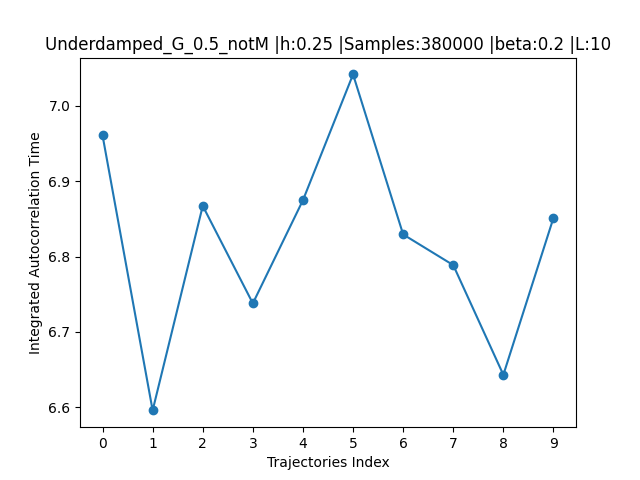 Underdamped_G_0.5_notM |h:0.25 |Samples:380000 |beta:0.2 |L:10
Integrated Autocorrelation Time
7.0
6.9
6.8
6.7
6.6
0 1 2 3 4 5 6 7 8 9
Trajectories Index